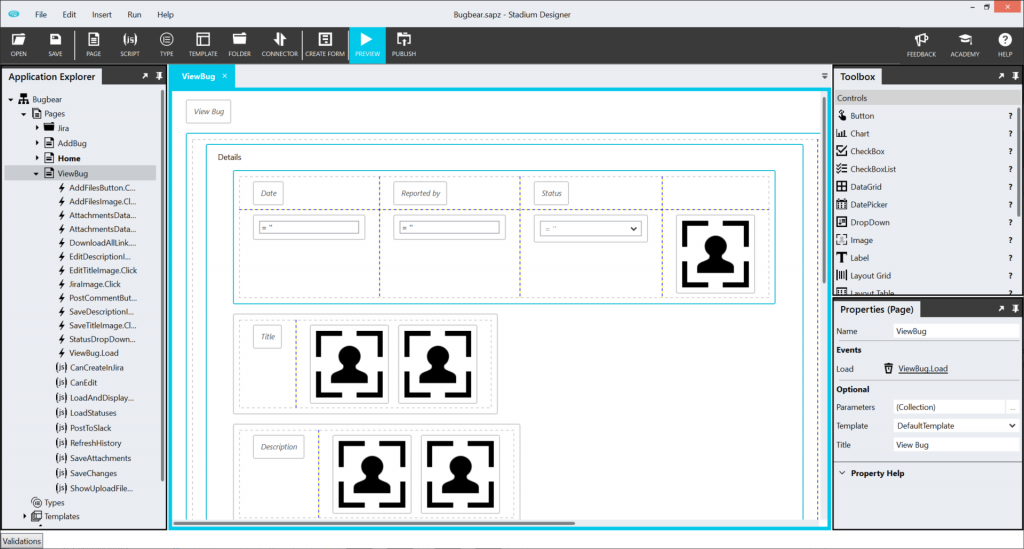 File Edit Insert Run Help
Bugbear.sapz - Stadium Designer
OPEN SAVE PAGE SCRIPT TYPE TEMPLATE FOLDER CONNECTOR CREATE FORM PREVIEW PUBLISH FEEDBACK ACADEMY HELP
Application Explorer
Bugbear
Pages
Jira
AddBug
Home
ViewBug
AddFilesButton.C...
AddFilesImage.Cl...
AttachmentsData...
AttachmentsData...
DownloadAllLink....
EditDescriptionI...
EditTitleImage.Click
JiraImage.Click
PostCommentBut...
SaveDescriptionI...
SaveTitleImage.Cl...
StatusDropDown...
ViewBug.Load
CanCreateInJira
CanEdit
LoadAndDisplay...
LoadStatuses
PostToSlack
RefreshHistory
SaveAttachments
SaveChanges
ShowUploadFile...
Types
Templates
ViewBug
View Bug
Details
Date Reported by Status
= " = " = "
Title
Description
Toolbox
Controls
Button ?
Chart ?
CheckBox ?
CheckBoxList ?
DataGrid ?
DatePicker ?
DropDown ?
Image ?
Label ?
Layout Grid ?
Layout Table ?
Properties (Page)
Name ViewBug
Events
Load ViewBug.Load
Optional
Parameters (Collection) ...
Template DefaultTemplate
Title View Bug
Property Help
Validations